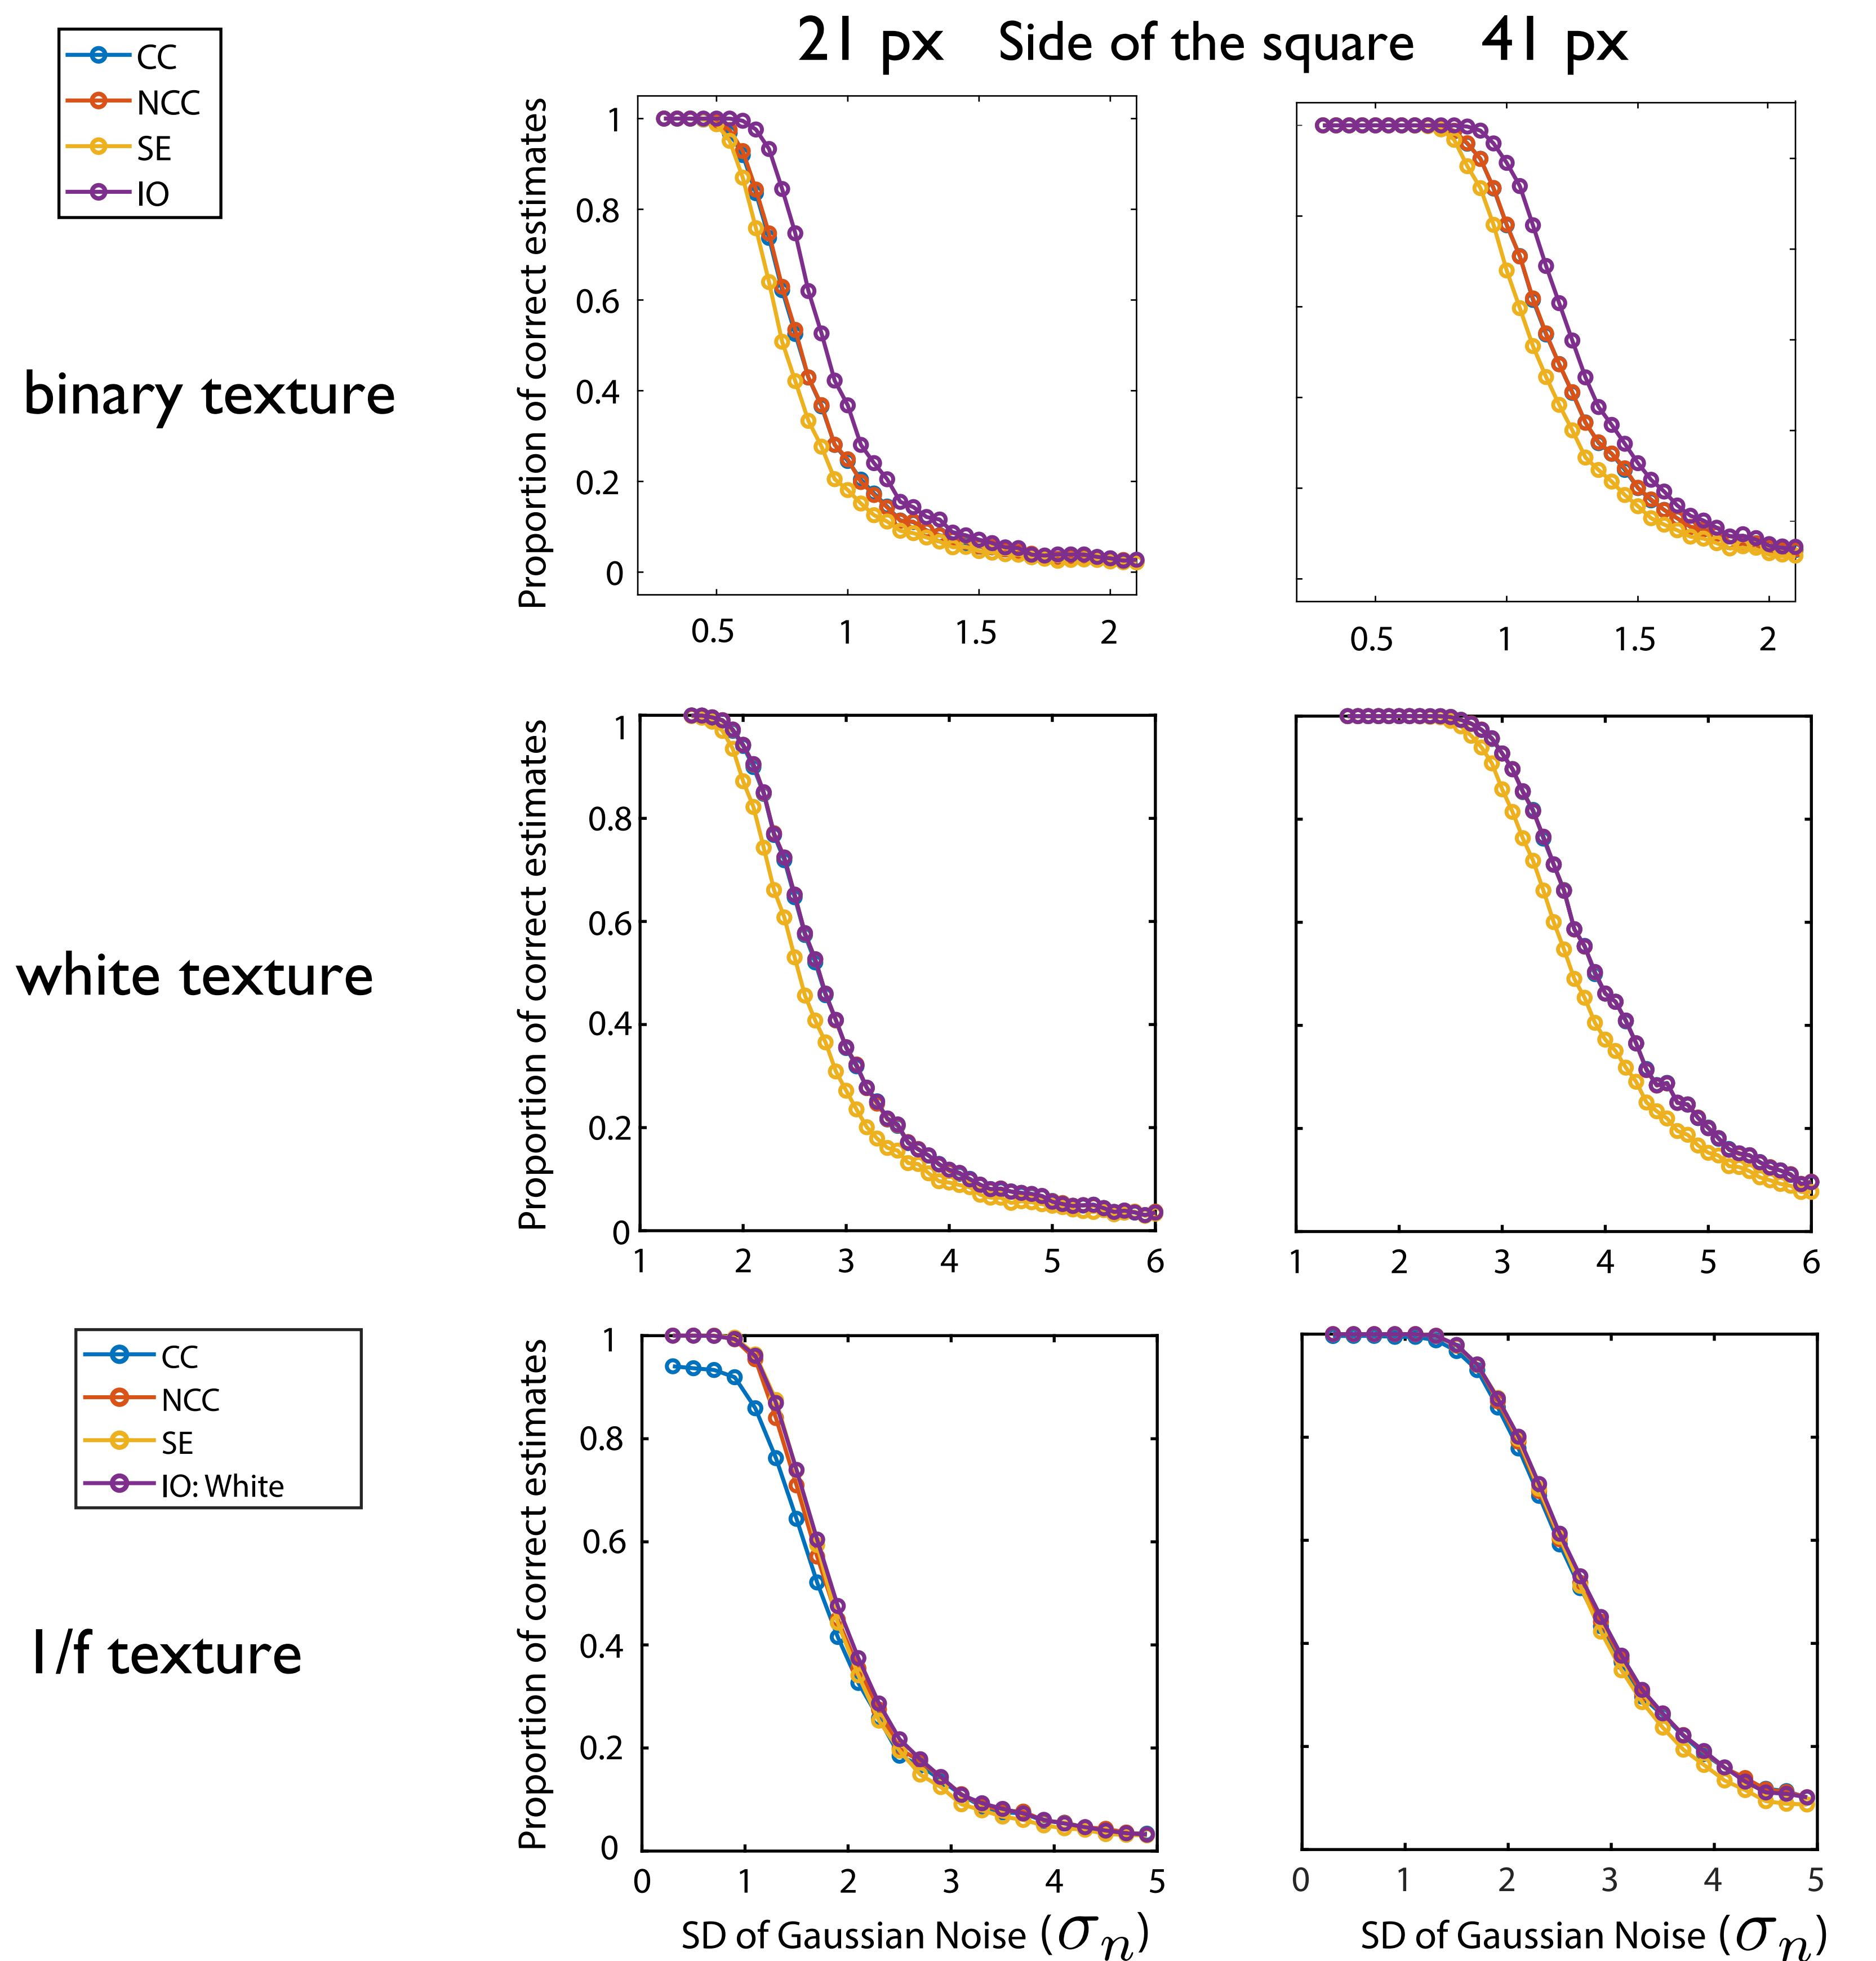 21 px Side of the square 41 px
CC
NCC
SE
IO
binary texture
Proportion of correct estimates
1
0.8
0.6
0.4
0.2
0
0.5 1 1.5 2
0.5 1 1.5 2
white texture
Proportion of correct estimates
1
0.8
0.6
0.4
0.2
0
1 2 3 4 5 6
1 2 3 4 5 6
CC
NCC
SE
IO: White
1/f texture
Proportion of correct estimates
1
0.8
0.6
0.4
0.2
0
0 1 2 3 4 5
0 1 2 3 4 5
SD of Gaussian Noise (σn)
SD of Gaussian Noise (σn)